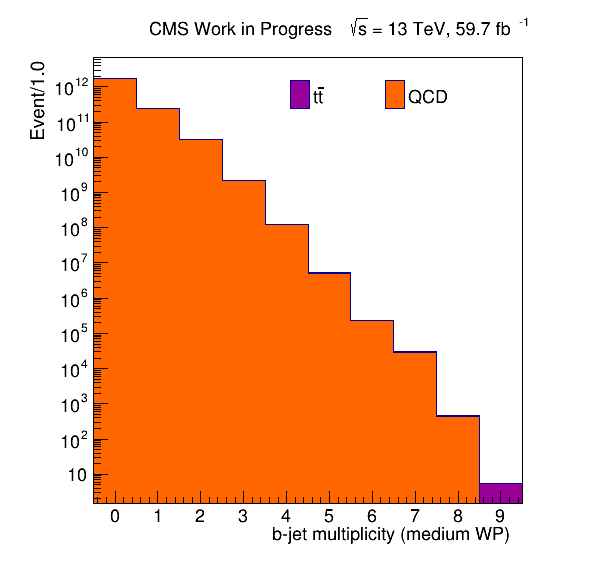 CMS Work in Progress √s = 13 TeV, 59.7 fb⁻¹
Event/1.0
tt̄
QCD
10¹²
10¹¹
10¹⁰
10⁹
10⁸
10⁷
10⁶
10⁵
10⁴
10³
10²
10
0 1 2 3 4 5 6 7 8 9
b-jet multiplicity (medium WP)